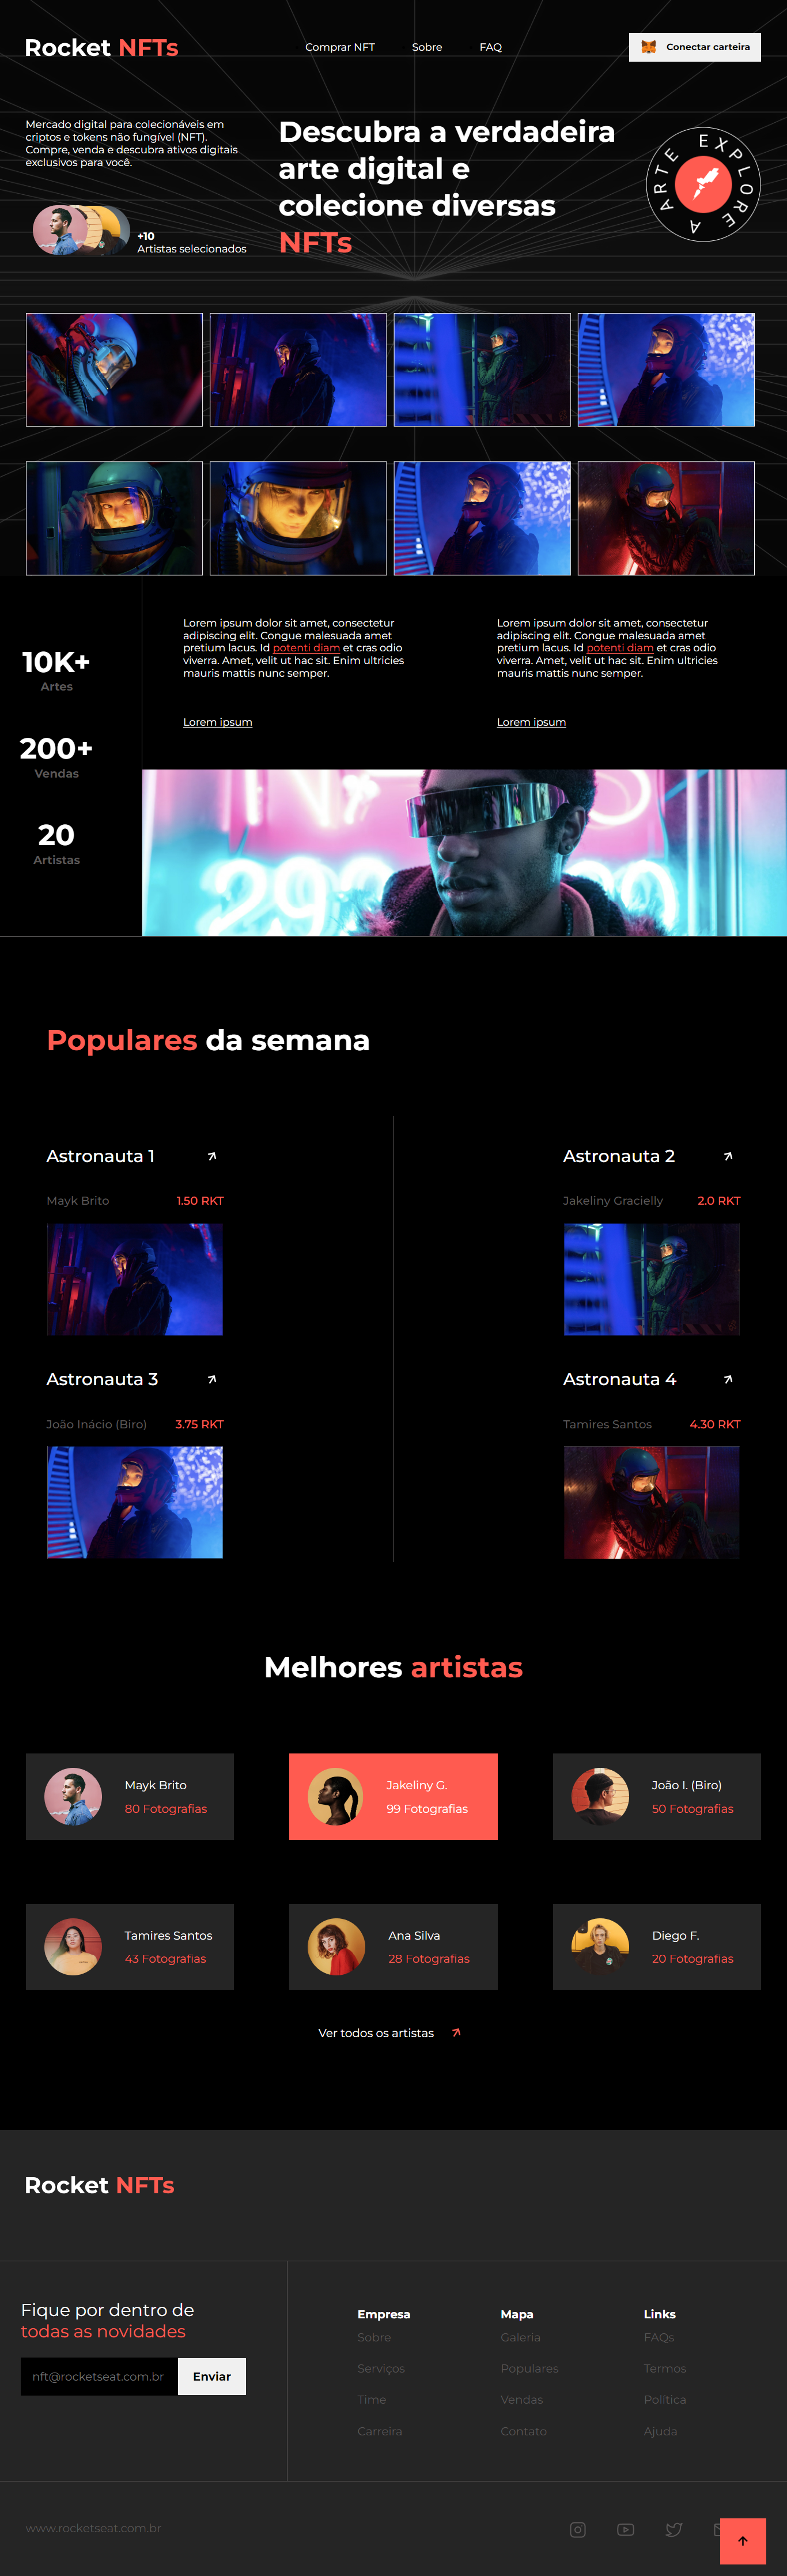 Rocket NFTs
Comprar NFT
Sobre
FAQ
Conectar carteira
Mercado digital para colecionáveis em
criptos e tokens não fungível (NFT).
Compre, venda e descubra ativos digitais
exclusivos para você.
+10
Artistas selecionados
Descubra a verdadeira
arte digital e
colecione diversas
NFTs
EXPLORE A ARTE
10K+
Artes
200+
Vendas
20
Artistas
Lorem ipsum dolor sit amet, consectetur
adipiscing elit. Congue malesuada amet
pretium lacus. Id potenti diam et cras odio
viverra. Amet, velit ut hac sit. Enim ultricies
mauris mattis nunc semper.
Lorem ipsum
Lorem ipsum dolor sit amet, consectetur
adipiscing elit. Congue malesuada amet
pretium lacus. Id potenti diam et cras odio
viverra. Amet, velit ut hac sit. Enim ultricies
mauris mattis nunc semper.
Lorem ipsum
Populares da semana
Astronauta 1
Mayk Brito
1.50 RKT
Astronauta 2
Jakeliny Gracielly
2.0 RKT
Astronauta 3
João Inácio (Biro)
3.75 RKT
Astronauta 4
Tamires Santos
4.30 RKT
Melhores artistas
Mayk Brito
80 Fotografias
Jakeliny G.
99 Fotografias
João I. (Biro)
50 Fotografias
Tamires Santos
43 Fotografias
Ana Silva
28 Fotografias
Diego F.
20 Fotografias
Ver todos os artistas
Rocket NFTs
Fique por dentro de
todas as novidades
nft@rocketseat.com.br
Enviar
Empresa
Sobre
Serviços
Time
Carreira
Mapa
Galeria
Populares
Vendas
Contato
Links
FAQs
Termos
Política
Ajuda
www.rocketseat.com.br